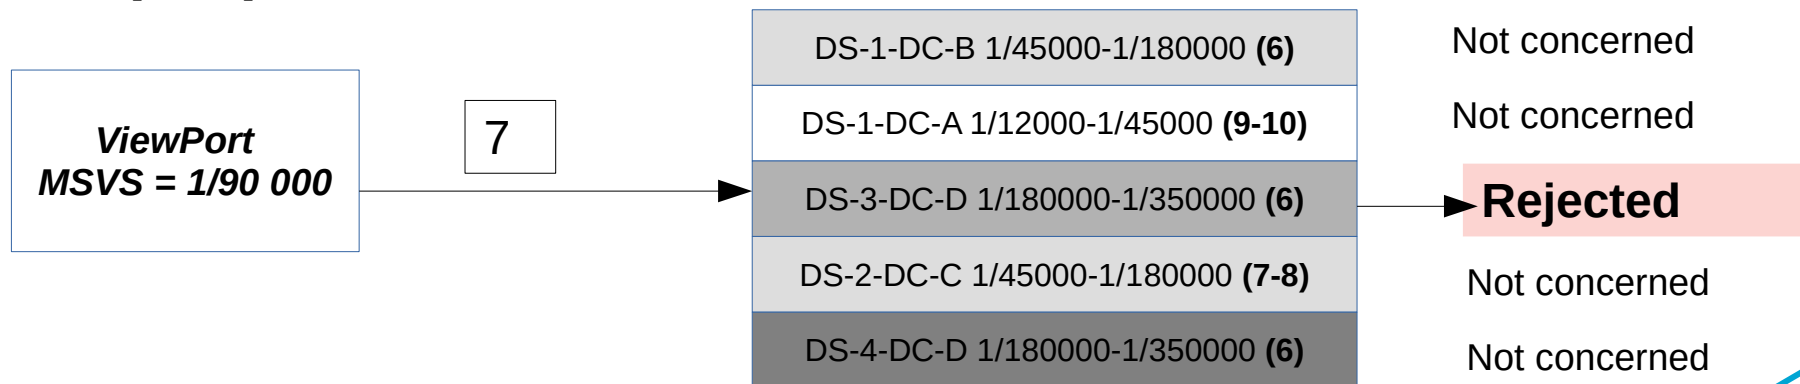 DS-1-DC-B 1/45000-1/180000 (6)
Not concerned
ViewPort
MSVS = 1/90 000
7
DS-1-DC-A 1/12000-1/45000 (9-10)
Not concerned
DS-3-DC-D 1/180000-1/350000 (6)
Rejected
DS-2-DC-C 1/45000-1/180000 (7-8)
Not concerned
DS-4-DC-D 1/180000-1/350000 (6)
Not concerned